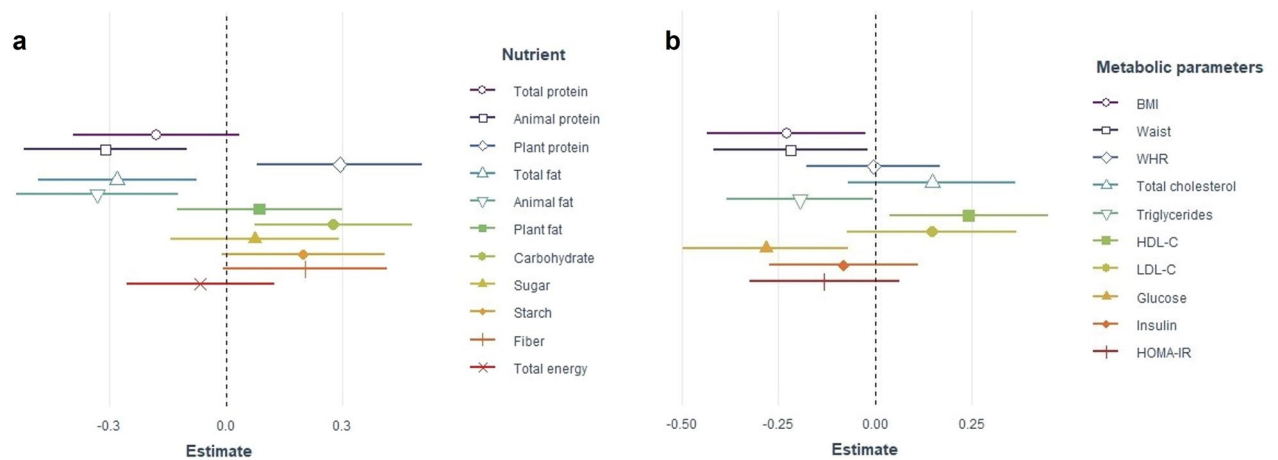 a
Nutrient
Total protein
Animal protein
Plant protein
Total fat
Animal fat
Plant fat
Carbohydrate
Sugar
Starch
Fiber
Total energy
-0.3 0.0 0.3
Estimate
b
Metabolic parameters
BMI
Waist
WHR
Total cholesterol
Triglycerides
HDL-C
LDL-C
Glucose
Insulin
HOMA-IR
-0.50 -0.25 0.00 0.25
Estimate